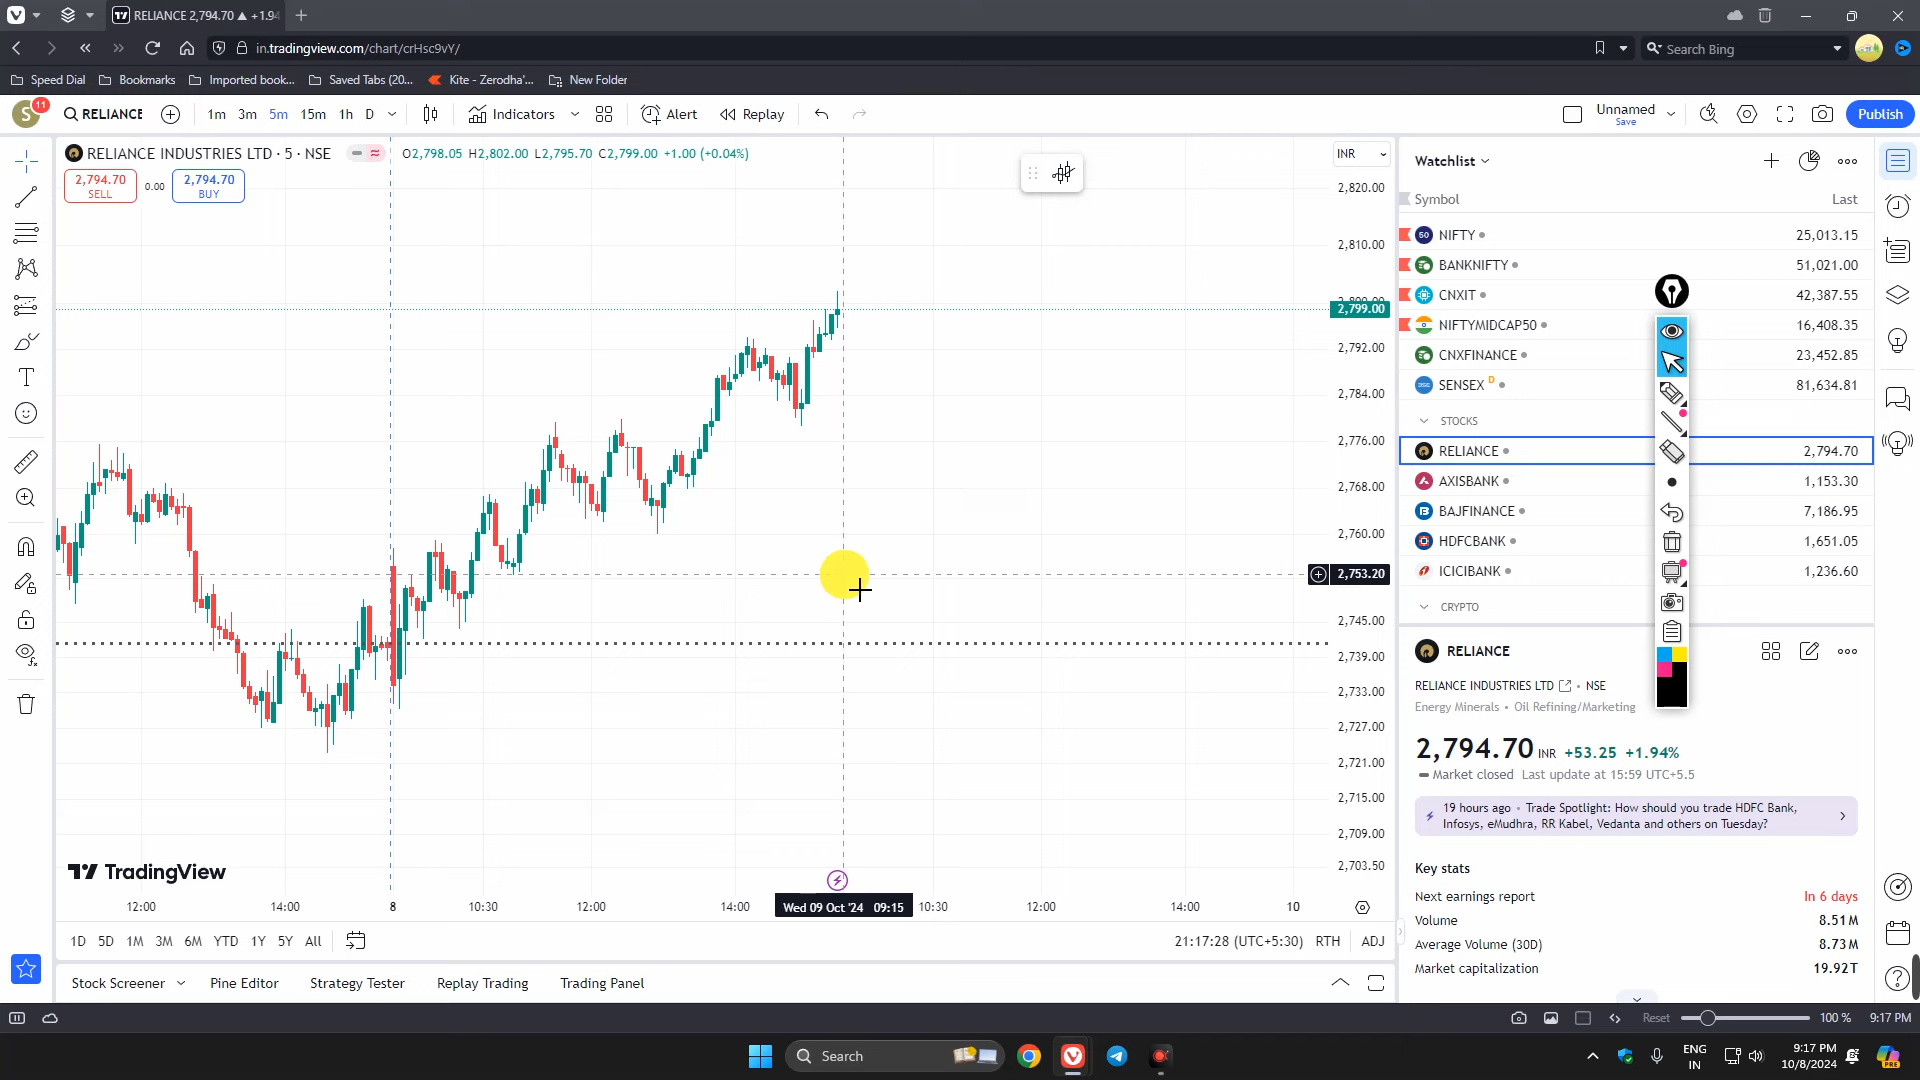 RELIANCE 2,794.70 ▲ +1.94
in.tradingview.com/chart/crHsc9vY/
Search Bing
Speed Dial
Bookmarks
Imported book...
Saved Tabs (20...
Kite - Zerodha'...
New Folder
S
11
RELIANCE
1m 3m 5m 15m 1h D
Indicators
Alert
Replay
Unnamed
Save
Publish
RELIANCE INDUSTRIES LTD · 5 · NSE
O2,798.05 H2,802.00 L2,795.70 C2,799.00 +1.00 (+0.04%)
INR
2,794.70
SELL
0.00
2,794.70
BUY
2,820.00
2,810.00
2,799.00
2,792.00
2,784.00
2,776.00
2,768.00
2,760.00
2,753.20
2,745.00
2,739.00
2,733.00
2,727.00
2,721.00
2,715.00
2,709.00
2,703.50
TradingView
12:00
14:00
8
10:30
12:00
14:00
Wed 09 Oct '24 09:15
10:30
12:00
14:00
10
1D 5D 1M 3M 6M YTD 1Y 5Y All
21:17:28 (UTC+5:30) RTH ADJ
Stock Screener
Pine Editor
Strategy Tester
Replay Trading
Trading Panel
Watchlist
Symbol Last
50 NIFTY 25,013.15
BANKNIFTY 51,021.00
CNXIT 42,387.55
NIFTYMIDCAP50 16,408.35
CNXFINANCE 23,452.85
SENSEX D 81,634.81
STOCKS
RELIANCE 2,794.70
AXISBANK 1,153.30
BAJFINANCE 7,186.95
HDFCBANK 1,651.05
ICICIBANK 1,236.60
CRYPTO
RELIANCE
RELIANCE INDUSTRIES LTD • NSE
Energy Minerals • Oil Refining/Marketing
2,794.70 INR +53.25 +1.94%
Market closed Last update at 15:59 UTC+5.5
19 hours ago • Trade Spotlight: How should you trade HDFC Bank,
Infosys, eMudhra, RR Kabel, Vedanta and others on Tuesday?
Key stats
Next earnings report In 6 days
Volume 8.51M
Average Volume (30D) 8.73M
Market capitalization 19.92T
Reset
100 %
9:17 PM
Search
ENG
IN
9:17 PM
10/8/2024
PRE